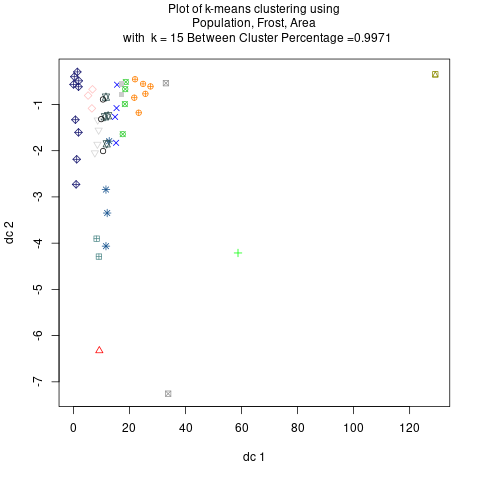 Plot of k-means clustering using
Population, Frost, Area
with k = 15 Between Cluster Percentage =0.9971
-1
-2
-3
-4
-5
-6
-7
dc 2
0
20
40
60
80
100
120
dc 1